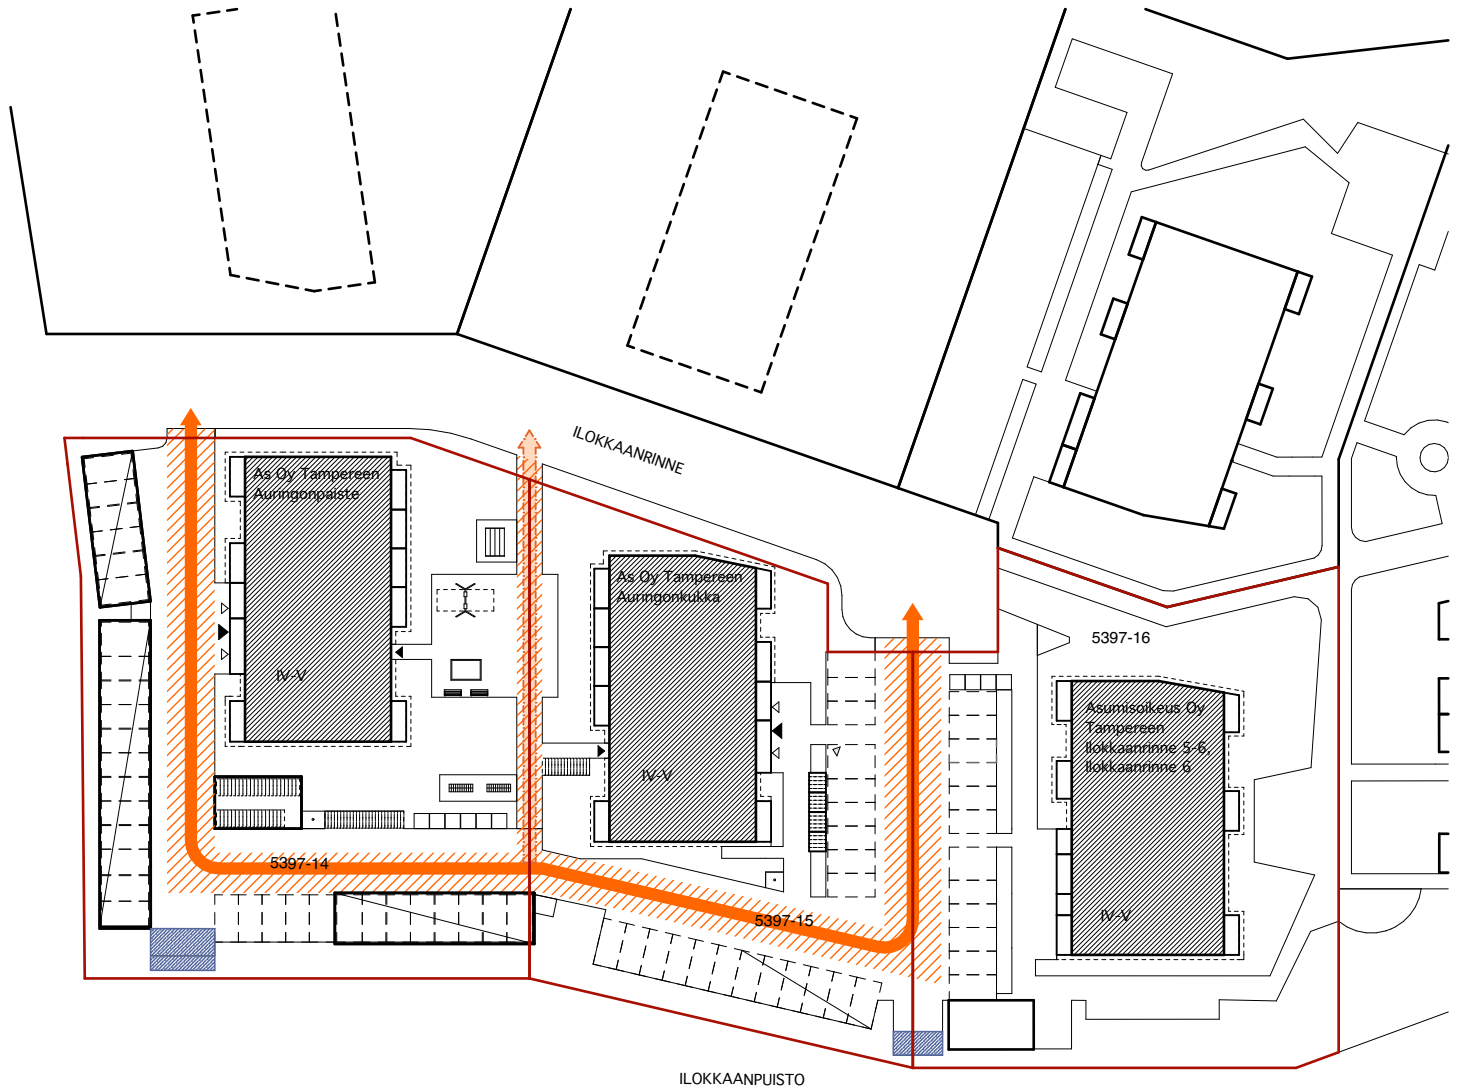 ILOKKAANRINNE
As Oy Tampereen
Auringonpaiste
IV-V
As Oy Tampereen
Auringonkukka
IV-V
5397-16
Asumisoikeus Oy
Tampereen
Ilokkaanrinne 5-6,
Ilokkaanrinne 6
IV-V
5397-14
5397-15
ILOKKAANPUISTO